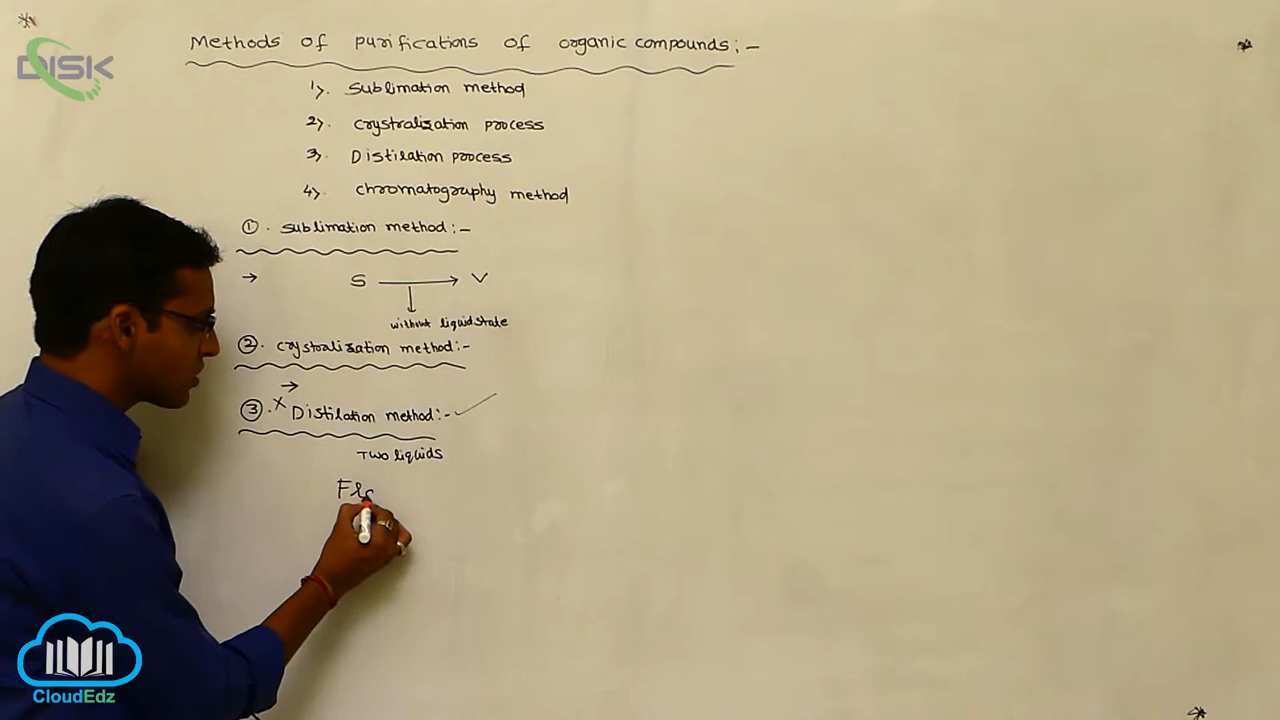 DISK
Methods of purifications of organic compounds:-
1). Sublimation method
2). crystralization process
3). Distilation process
4). chromatography method
①. sublimation method:-
→ S → V
without liquid state
②. crystralization method:-
→
③. x Distilation method:- ✓
Two liquids
CloudEdz